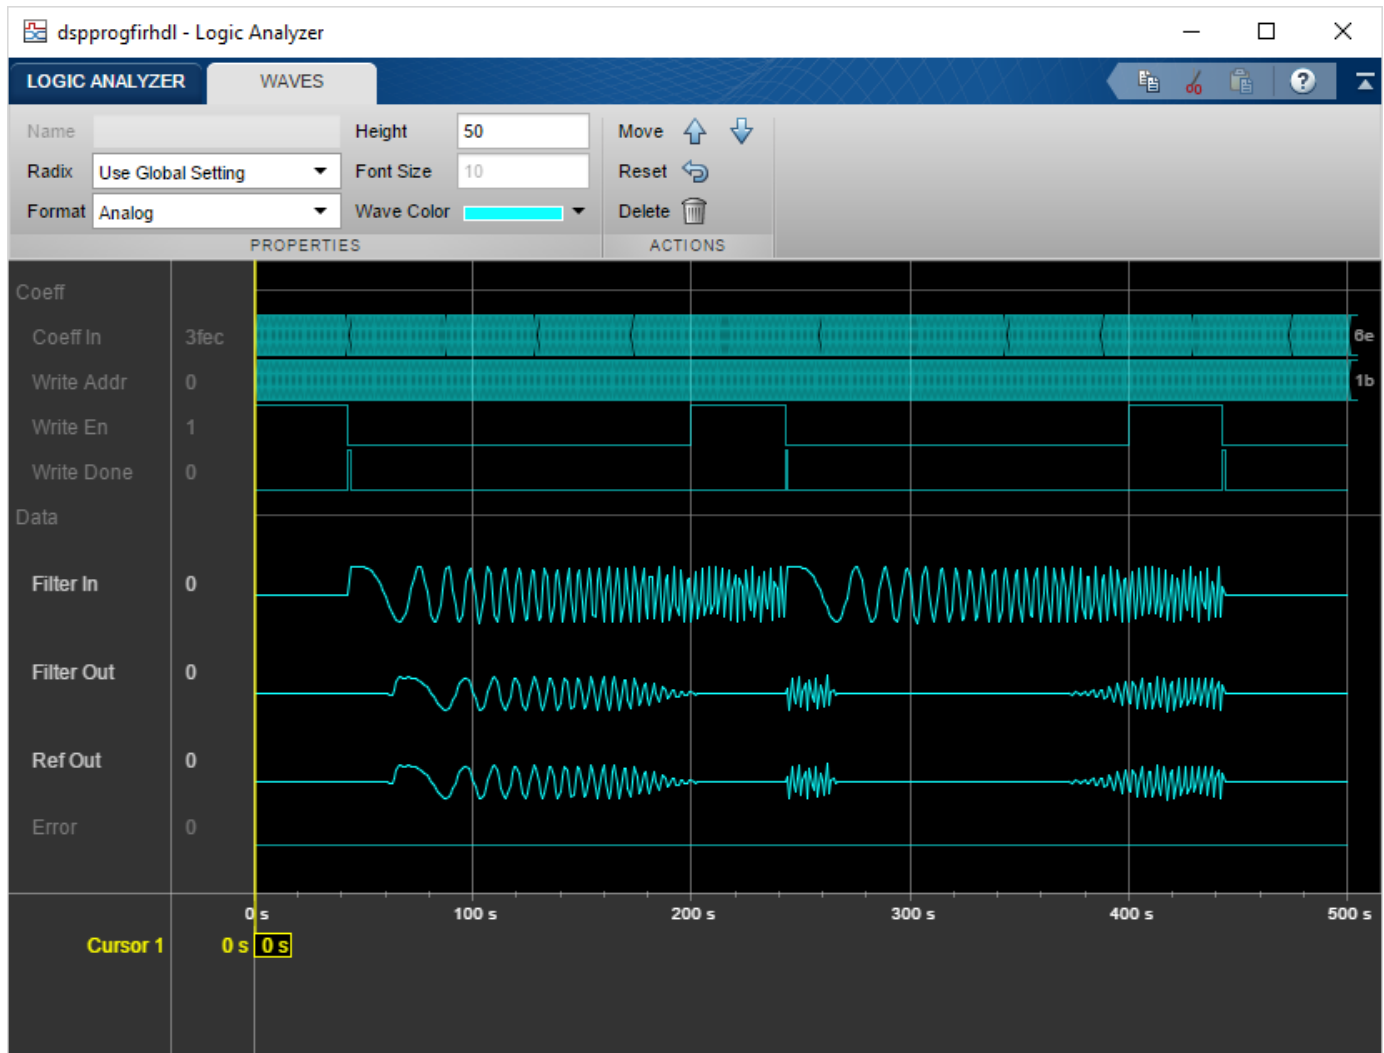 dspprogfirhdl - Logic Analyzer
LOGIC ANALYZER WAVES
Name Height 50 Move
Radix Use Global Setting Font Size 10 Reset
Format Analog Wave Color Delete
PROPERTIES ACTIONS
Coeff
Coeff In 3fec 6e
Write Addr 0 1b
Write En 1
Write Done 0
Data
Filter In 0
Filter Out 0
Ref Out 0
Error 0
0 s 100 s 200 s 300 s 400 s 500 s
Cursor 1 0 s 0 s